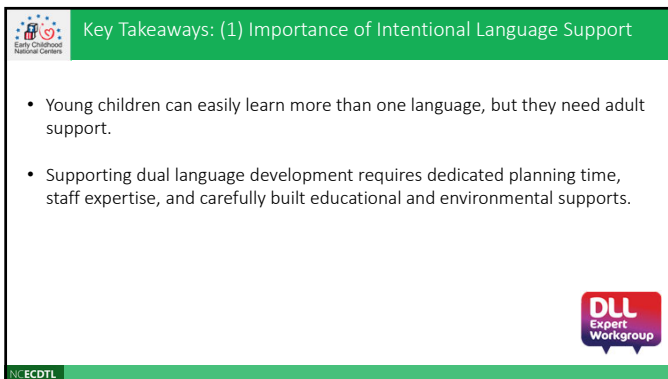 Early Childhood
National Centers
Key Takeaways: (1) Importance of Intentional Language Support
• Young children can easily learn more than one language, but they need adult
support.
• Supporting dual language development requires dedicated planning time,
staff expertise, and carefully built educational and environmental supports.
DLL
Expert
Workgroup
NCECDTL